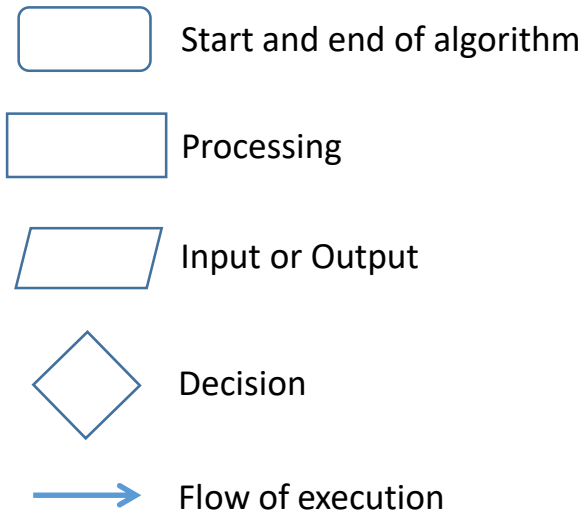 Start and end of algorithm
Processing
Input or Output
Decision
Flow of execution